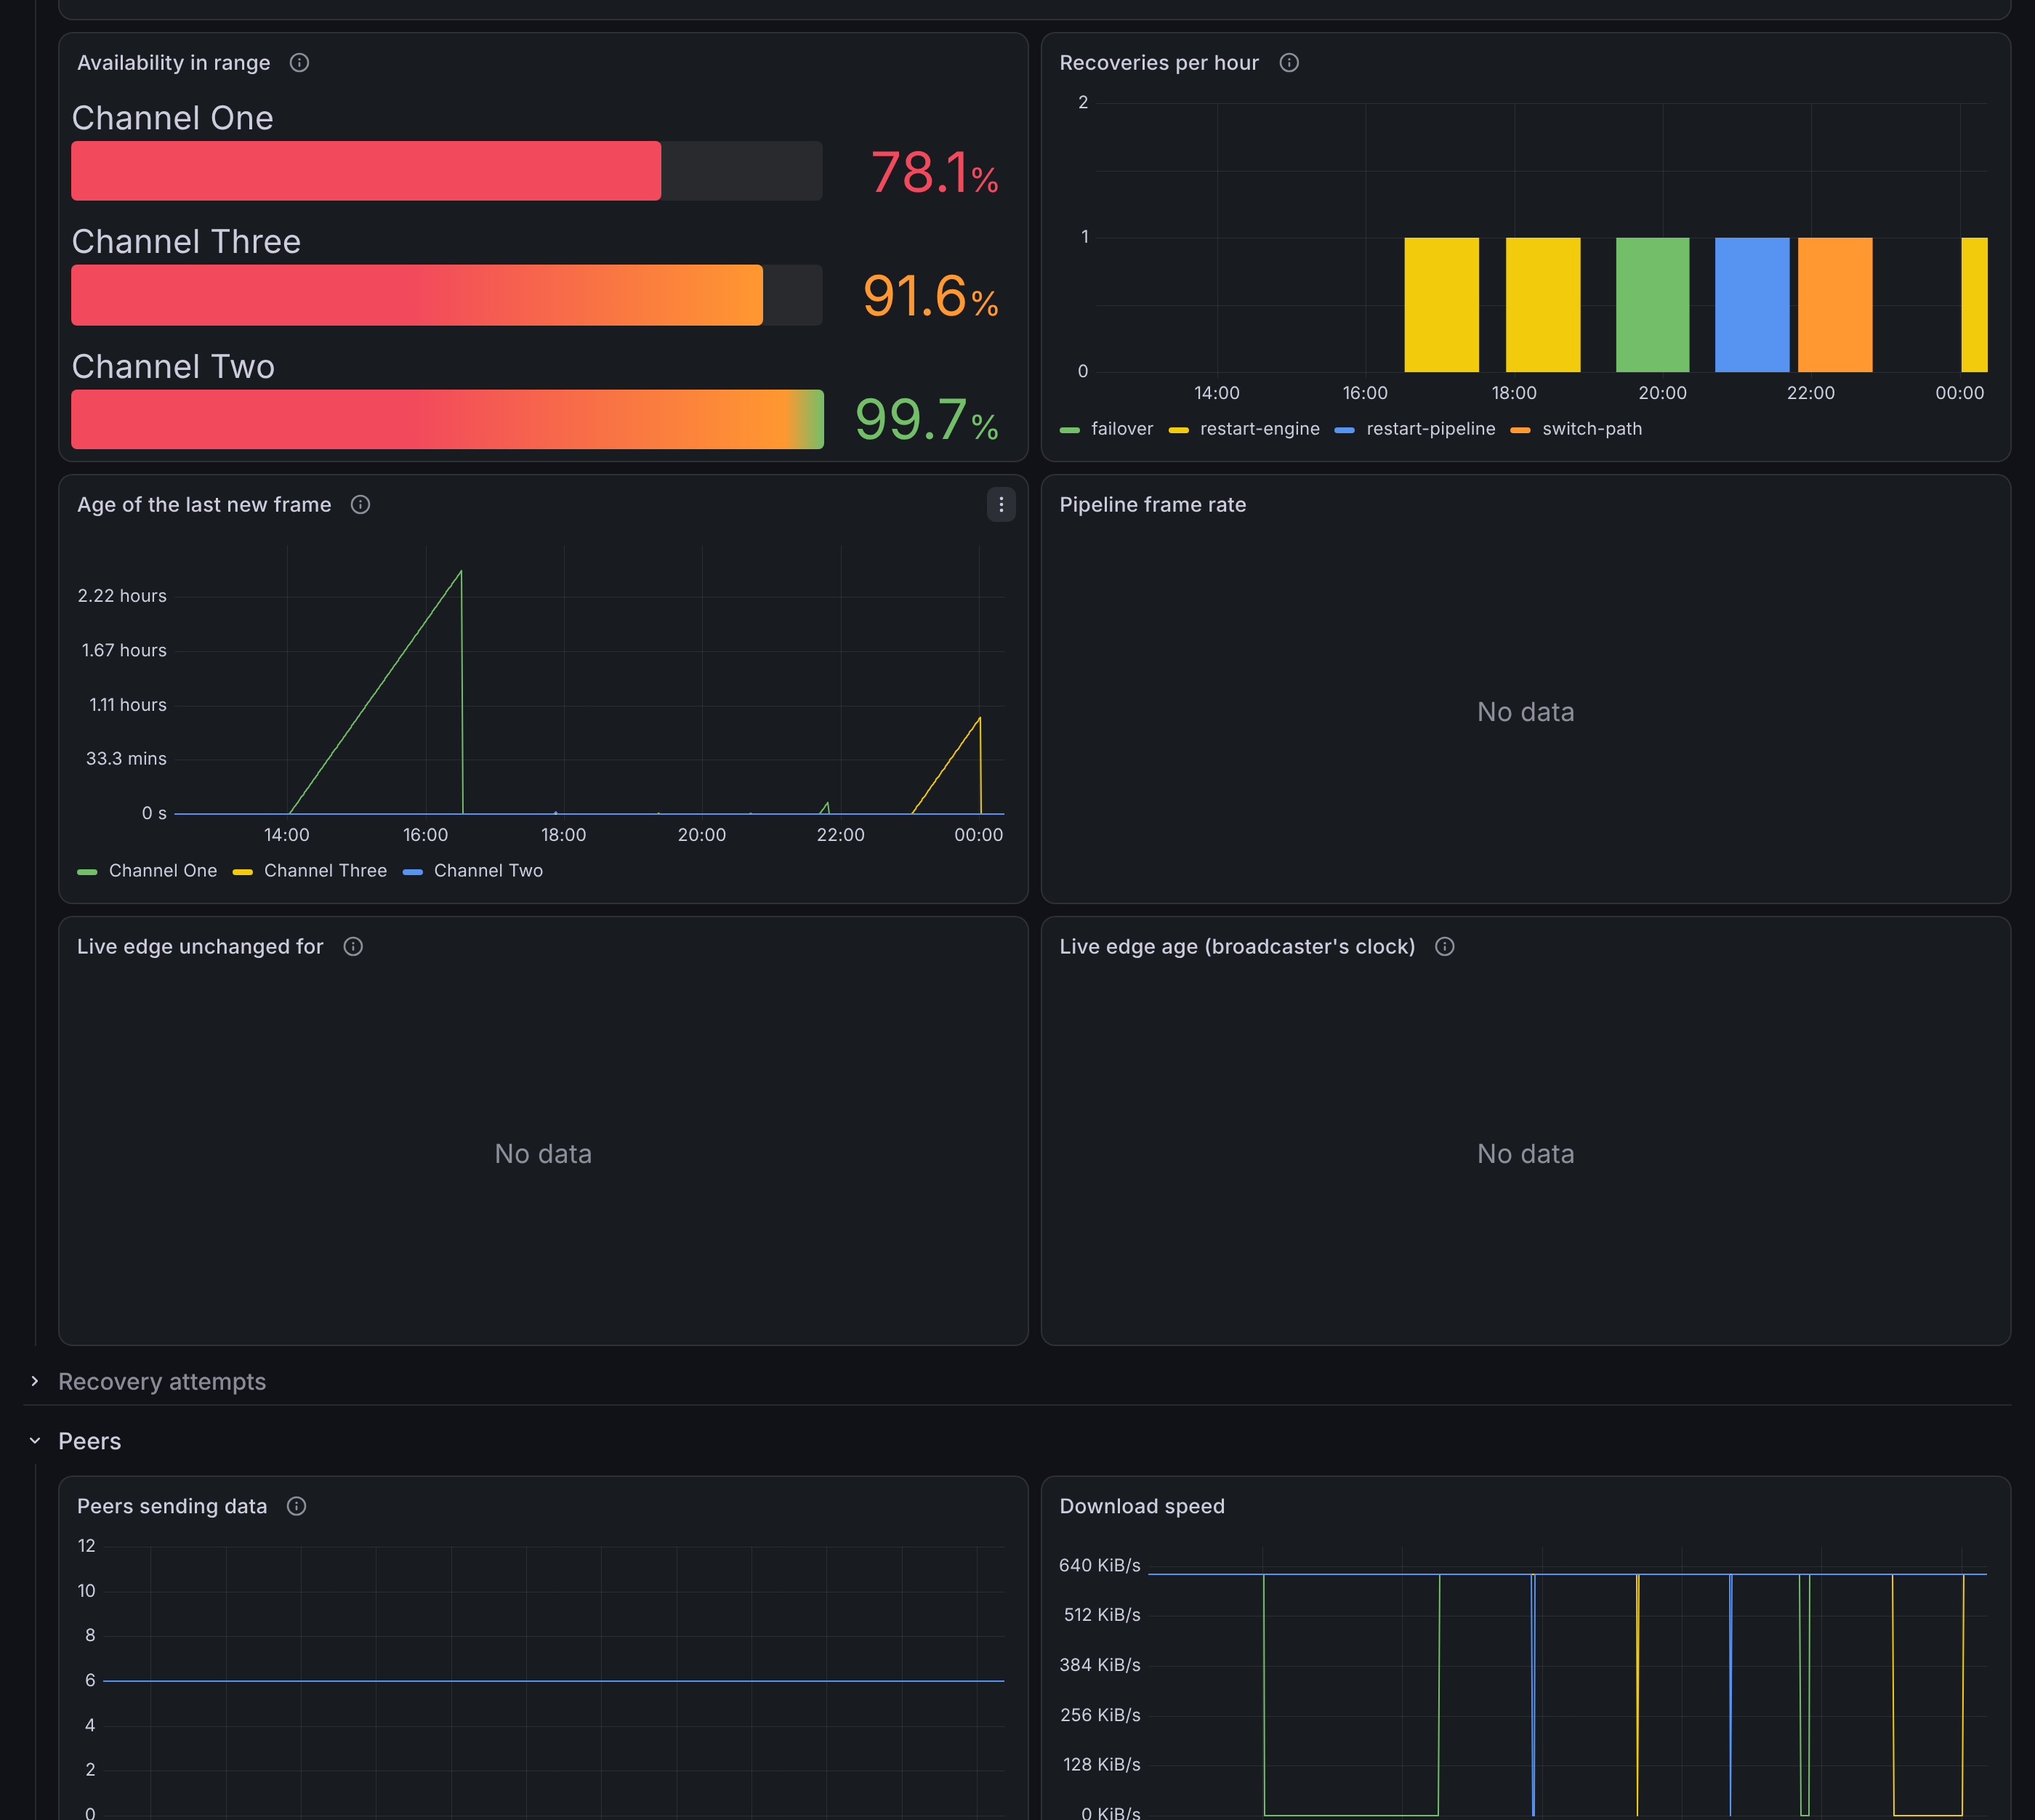 Availability in range
Channel One
78.1%
Channel Three
91.6%
Channel Two
99.7%
Recoveries per hour
2
1
0
14:00 16:00 18:00 20:00 22:00 00:00
failover restart-engine restart-pipeline switch-path
Age of the last new frame
2.22 hours
1.67 hours
1.11 hours
33.3 mins
0 s
14:00 16:00 18:00 20:00 22:00 00:00
Channel One Channel Three Channel Two
Pipeline frame rate
No data
Live edge unchanged for
No data
Live edge age (broadcaster's clock)
No data
Recovery attempts
Peers
Peers sending data
12
10
8
6
4
2
0
Download speed
640 KiB/s
512 KiB/s
384 KiB/s
256 KiB/s
128 KiB/s
0 KiB/s